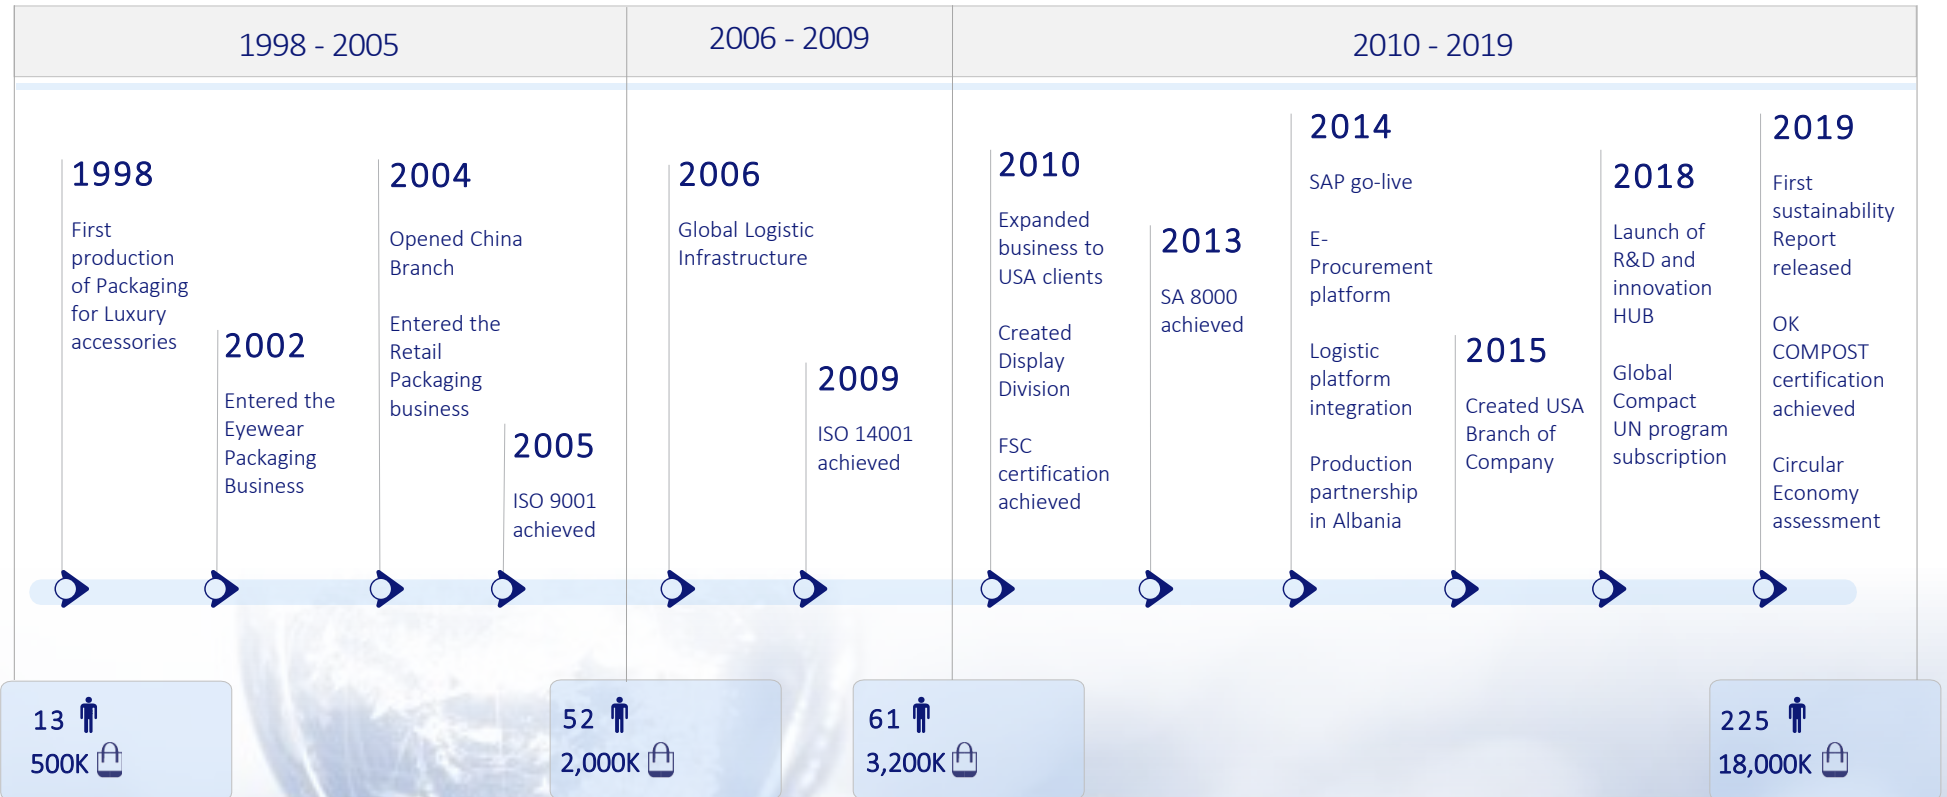 1998 - 2005
2006 - 2009
2010 - 2019
1998
First
production
of Packaging
for Luxury
accessories
2002
Entered the
Eyewear
Packaging
Business
2004
Opened China
Branch
Entered the
Retail
Packaging
business
2005
ISO 9001
achieved
2006
Global Logistic
Infrastructure
2009
ISO 14001
achieved
2010
Expanded
business to
USA clients
Created
Display
Division
FSC
certification
achieved
2013
SA 8000
achieved
2014
SAP go-live
E-
Procurement
platform
Logistic
platform
integration
Production
partnership
in Albania
2015
Created USA
Branch of
Company
2018
Launch of
R&D and
innovation
HUB
Global
Compact
UN program
subscription
2019
First
sustainability
Report
released
OK
COMPOST
certification
achieved
Circular
Economy
assessment
13
500K
52
2,000K
61
3,200K
225
18,000K